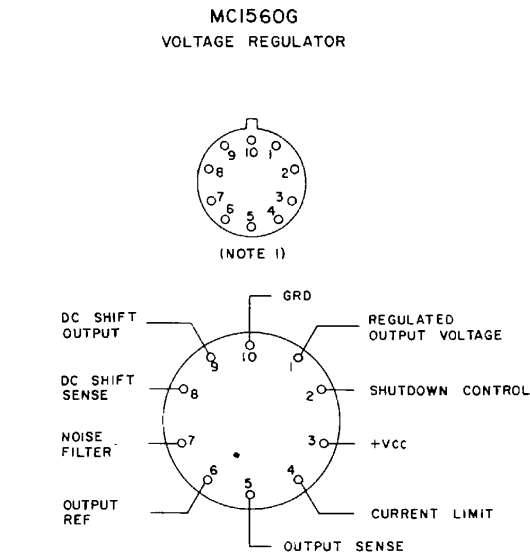 MC1560G
VOLTAGE REGULATOR
9 10 1
8 2
7 3
6 5 4
(NOTE 1)
GRD
DC SHIFT
OUTPUT
REGULATED
OUTPUT VOLTAGE
9 10 1
DC SHIFT
SENSE
8 2
SHUTDOWN CONTROL
NOISE
FILTER
7 3
+VCC
6 5 4
OUTPUT
REF
CURRENT LIMIT
OUTPUT SENSE